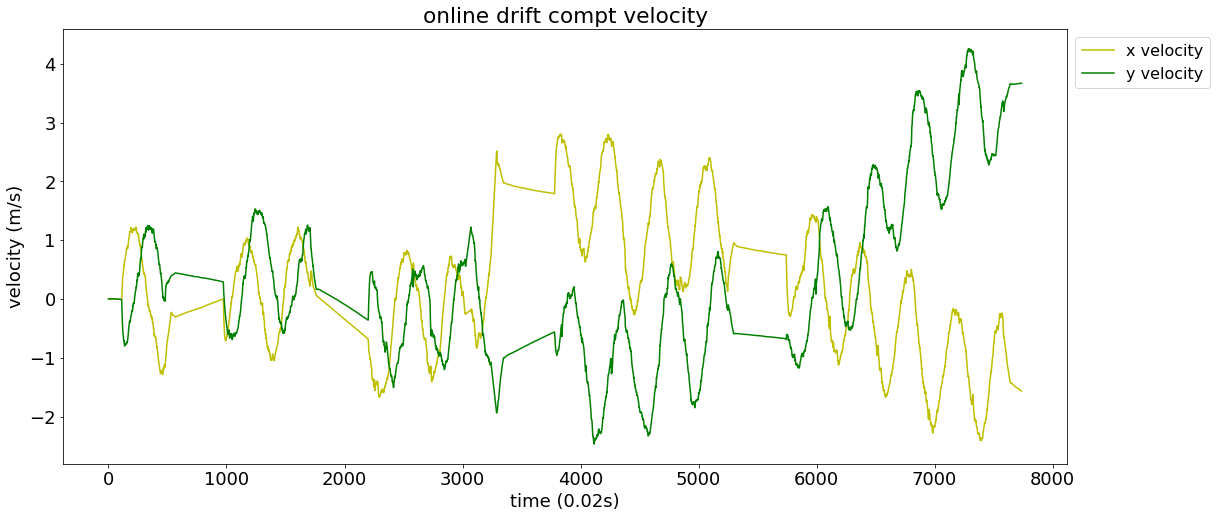 online drift compt velocity
x velocity
y velocity
velocity (m/s)
4
3
2
1
0
−1
−2
0 1000 2000 3000 4000 5000 6000 7000 8000
time (0.02s)